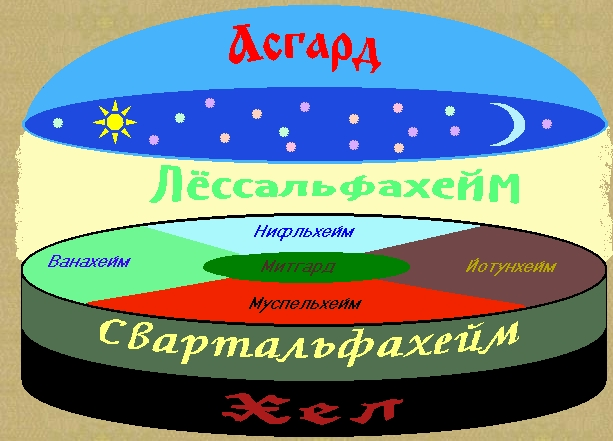 Асгард
Лёссальфахейм
Нифльхейм
Ванахейм
Митгард
Йотунхейм
Муспельхейм
Свартальфахейм
Хел